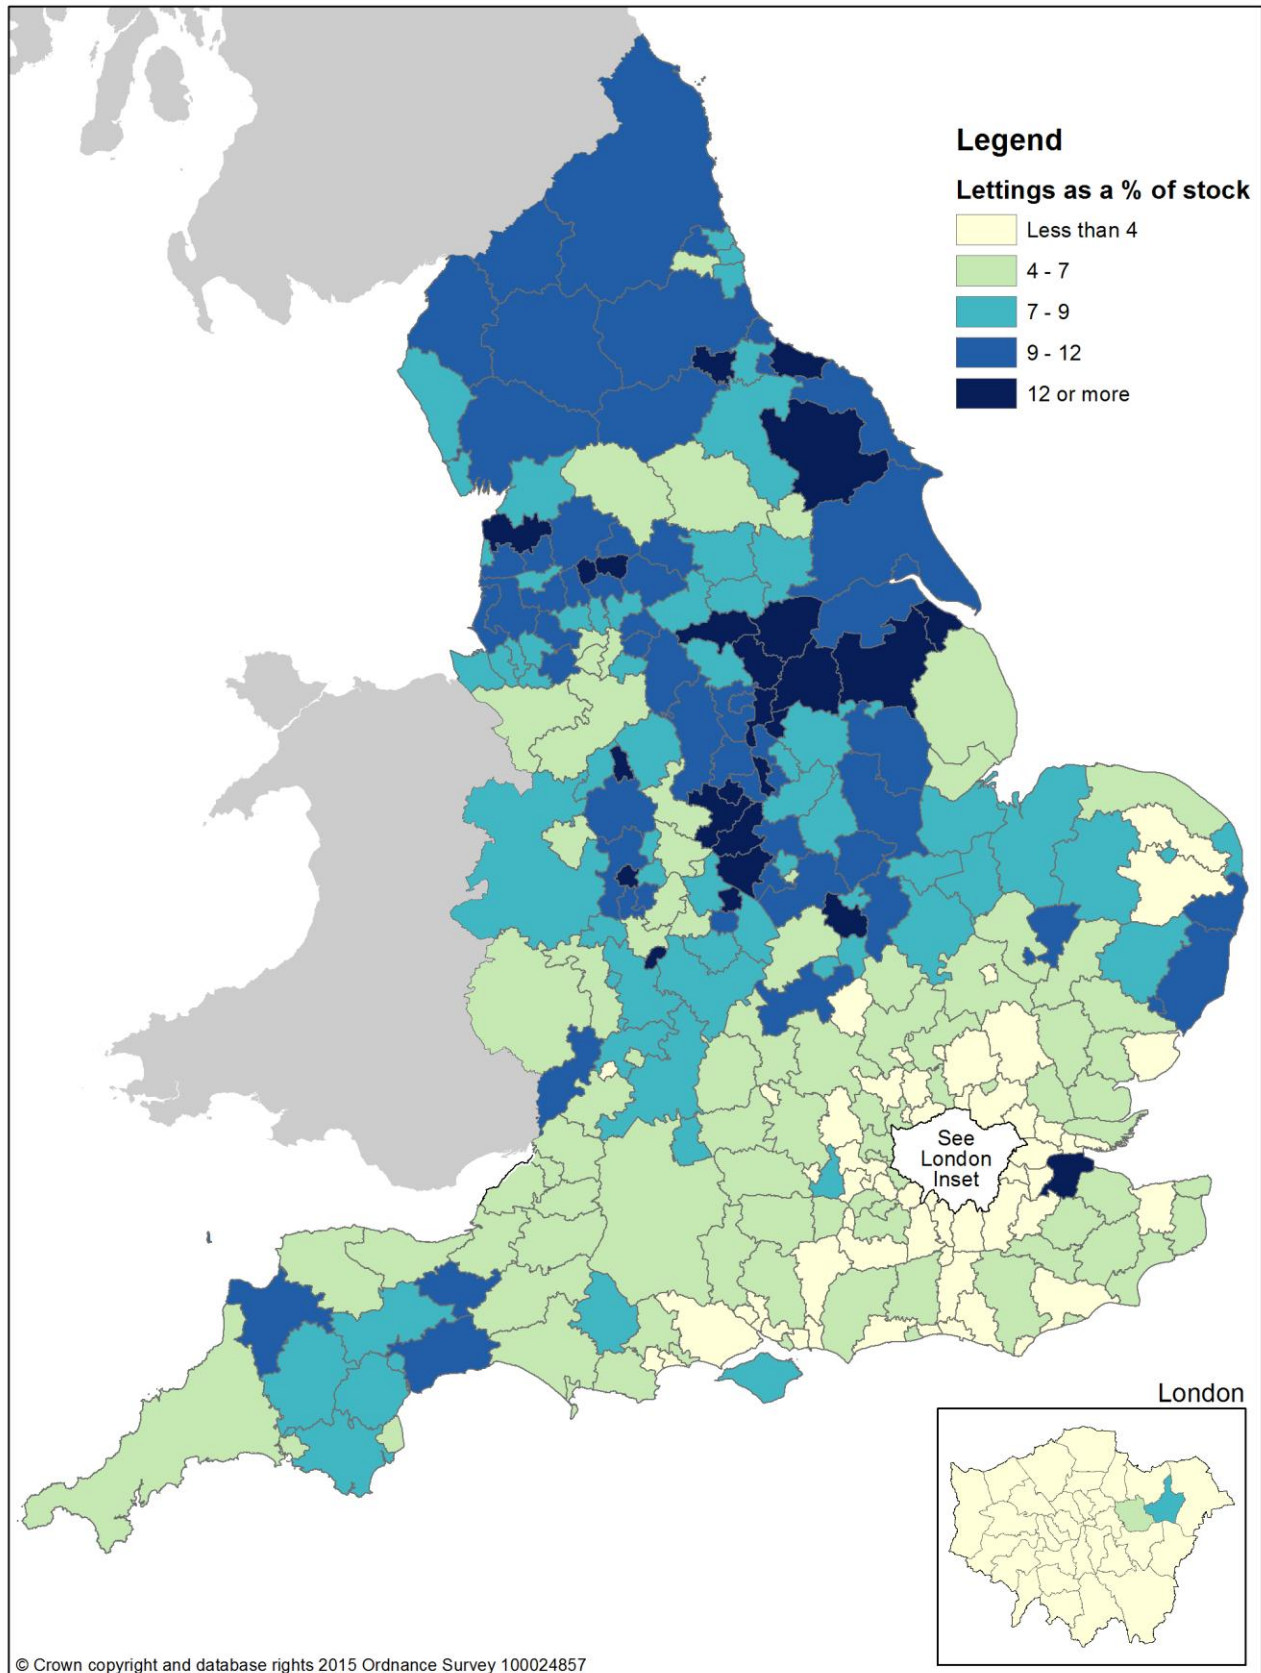 Legend
Lettings as a % of stock
Less than 4
4 - 7
7 - 9
9 - 12
12 or more
See
London
Inset
London
© Crown copyright and database rights 2015 Ordnance Survey 100024857